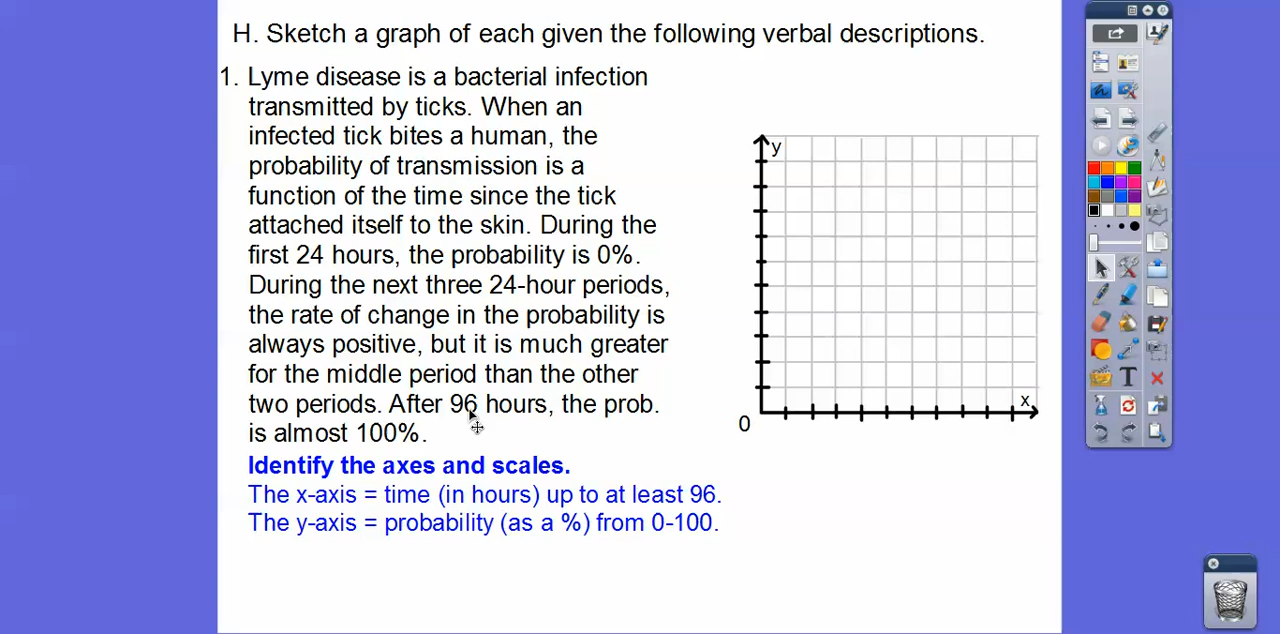 H. Sketch a graph of each given the following verbal descriptions.
1. Lyme disease is a bacterial infection
transmitted by ticks. When an
infected tick bites a human, the
probability of transmission is a
function of the time since the tick
attached itself to the skin. During the
first 24 hours, the probability is 0%.
During the next three 24-hour periods,
the rate of change in the probability is
always positive, but it is much greater
for the middle period than the other
two periods. After 96 hours, the prob.
is almost 100%.
Identify the axes and scales.
The x-axis = time (in hours) up to at least 96.
The y-axis = probability (as a %) from 0-100.
y
x
0
T